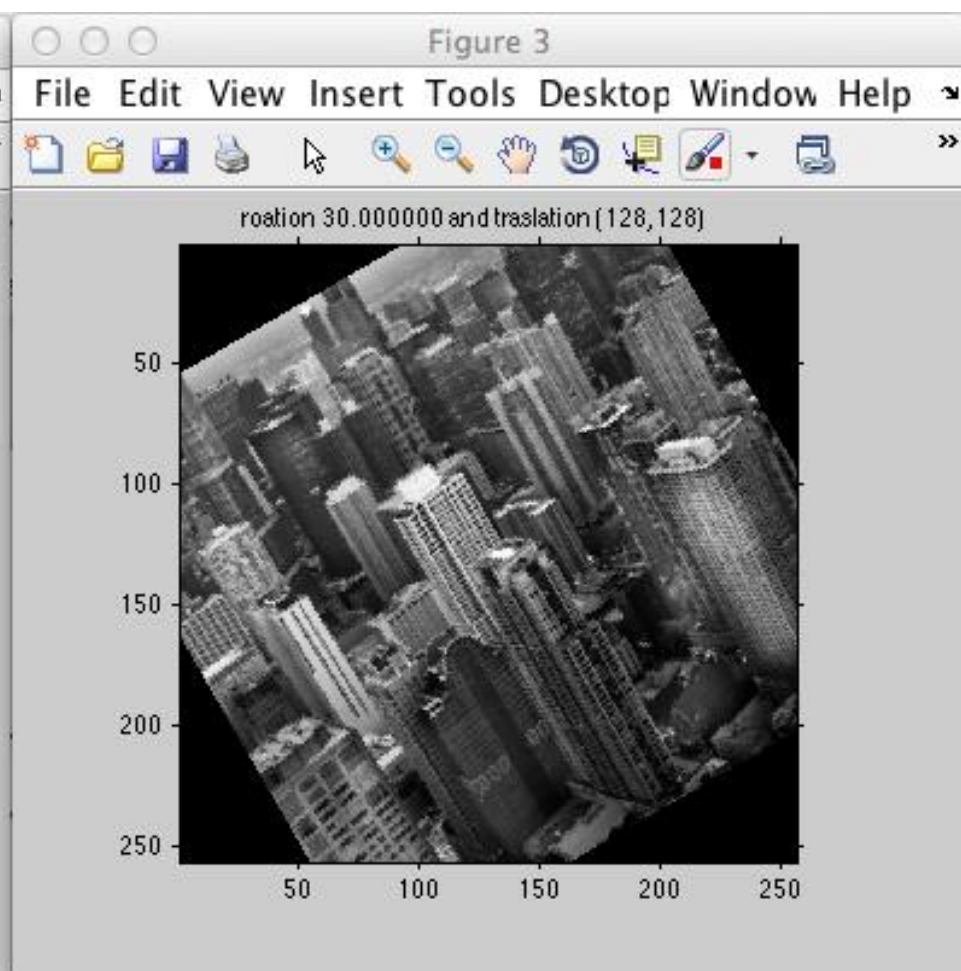 Figure 3
File Edit View Insert Tools Desktop Window Help
roation 30.000000 and traslation (128,128)
50
100
150
200
250
50 100 150 200 250